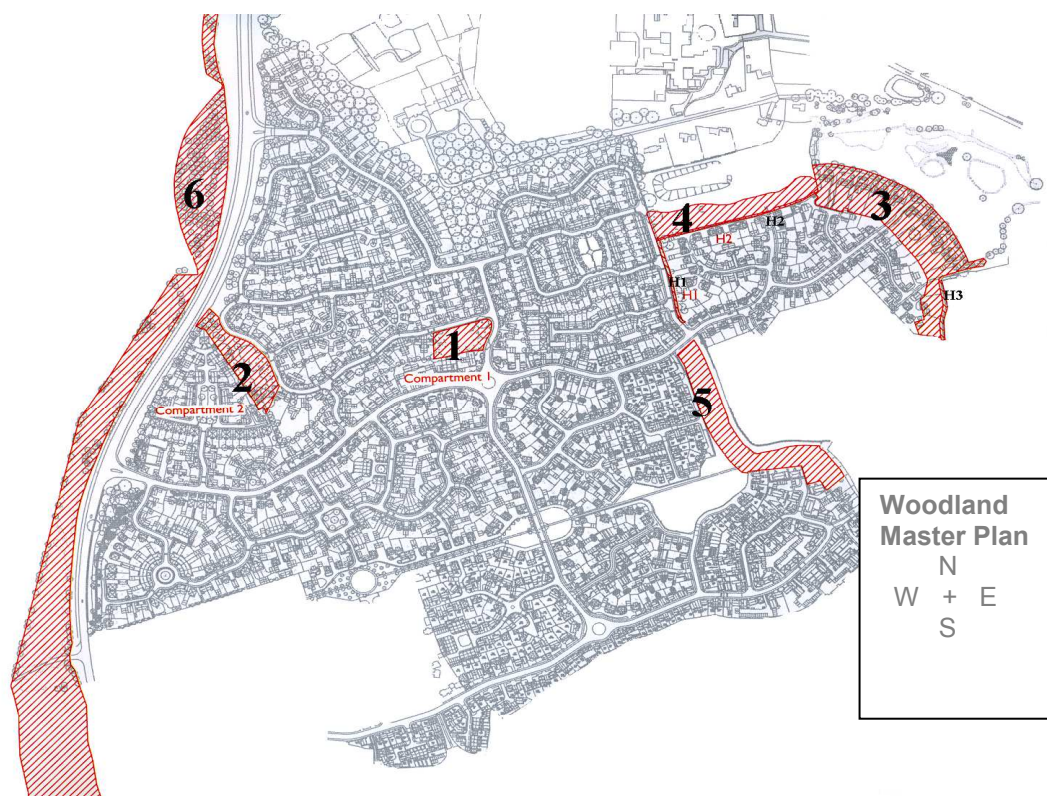 6
3
4
H2
H2
H1
H1
H3
1
Compartment 1
2
Compartment 2
5
Woodland
Master Plan
N
W + E
S